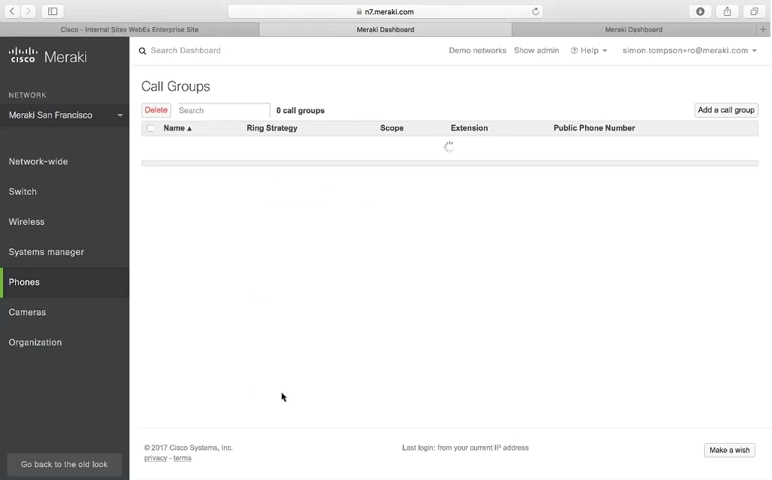 n7.meraki.com
Cisco - Internal Sites WebEx Enterprise Site
Meraki Dashboard
Meraki Dashboard
CISCO Meraki
Search Dashboard
Demo networks
Show admin
Help
simon.tompson+ro@meraki.com
NETWORK
Meraki San Francisco
Network-wide
Switch
Wireless
Systems manager
Phones
Cameras
Organization
Go back to the old look
Call Groups
Delete
Search
0 call groups
Add a call group
Name ▲ Ring Strategy Scope Extension Public Phone Number
© 2017 Cisco Systems, Inc.
privacy - terms
Last login: from your current IP address
Make a wish